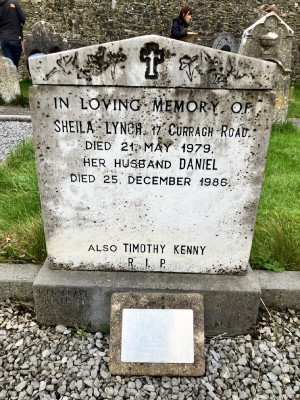 IN LOVING MEMORY OF
SHEILA LYNCH, 17 CURRAGH ROAD.
DIED 21, MAY 1979,
HER HUSBAND DANIEL
DIED 25. DECEMBER 1986.
ALSO TIMOTHY KENNY
R. I. P.